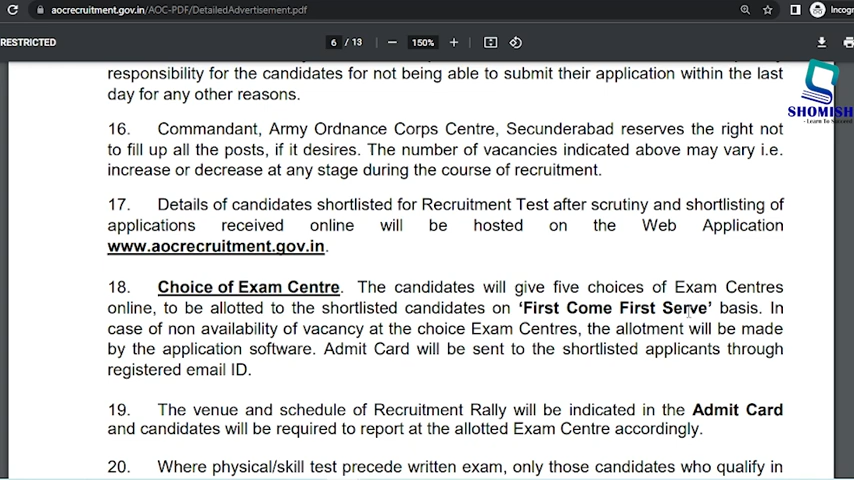 aocrecruitment.gov.in/AOC-PDF/DetailedAdvertisement.pdf
Incogn
RESTRICTED
6 / 13
150%
responsibility for the candidates for not being able to submit their application within the last
day for any other reasons.
SHOMISH
- Learn To Succeed
16. Commandant, Army Ordnance Corps Centre, Secunderabad reserves the right not
to fill up all the posts, if it desires. The number of vacancies indicated above may vary i.e.
increase or decrease at any stage during the course of recruitment.
17. Details of candidates shortlisted for Recruitment Test after scrutiny and shortlisting of
applications received online will be hosted on the Web Application
www.aocrecruitment.gov.in.
18. Choice of Exam Centre. The candidates will give five choices of Exam Centres
online, to be allotted to the shortlisted candidates on ‘First Come First Serve’ basis. In
case of non availability of vacancy at the choice Exam Centres, the allotment will be made
by the application software. Admit Card will be sent to the shortlisted applicants through
registered email ID.
19. The venue and schedule of Recruitment Rally will be indicated in the Admit Card
and candidates will be required to report at the allotted Exam Centre accordingly.
20. Where physical/skill test precede written exam, only those candidates who qualify in